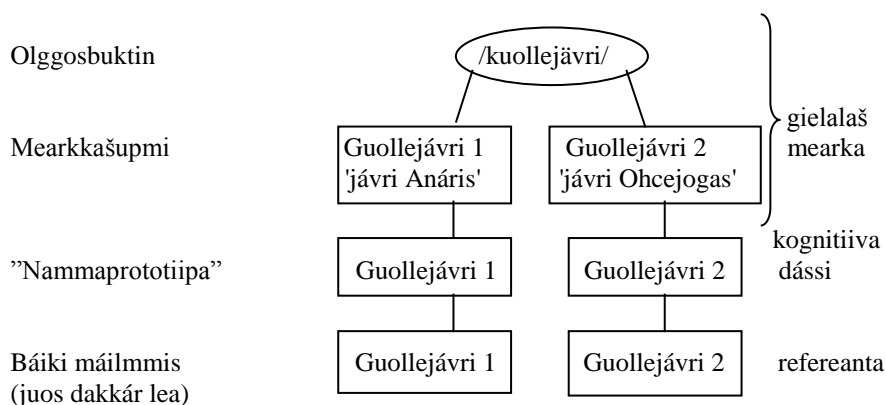 Olggosbuktin
/kuollejävri/
gielalaš
mearka
Mearkkašupmi
Guollejávri 1
'jávri Anáris'
Guollejávri 2
'jávri Ohcejogas'
kognitiiva
dássi
”Nammaprototiipa”
Guollejávri 1
Guollejávri 2
Báiki máilmmis
(juos dakkár lea)
Guollejávri 1
Guollejávri 2
refereanta